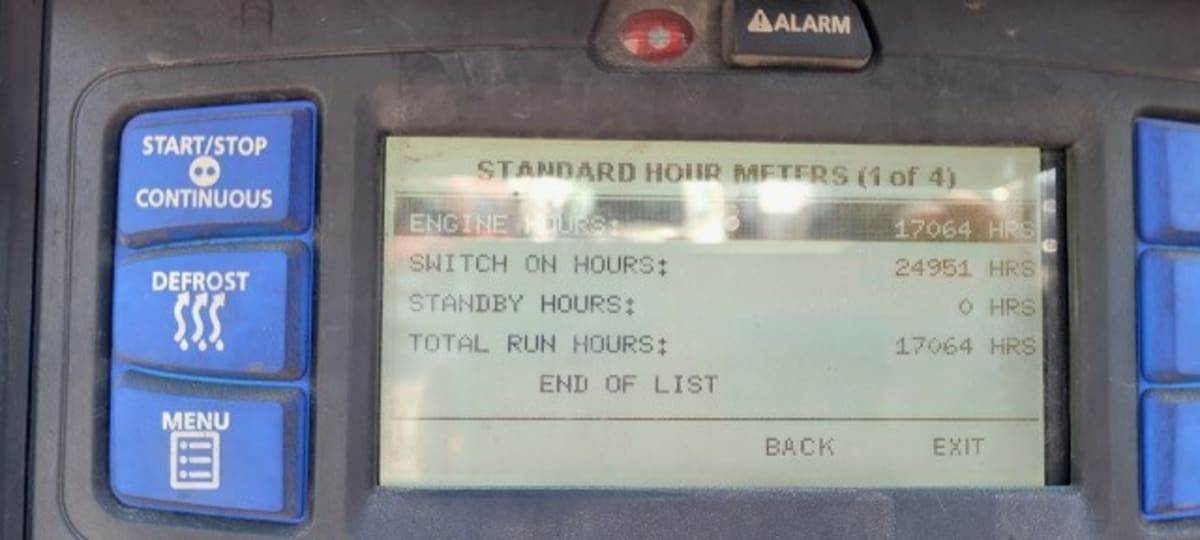 ALARM
START/STOP
CONTINUOUS
DEFROST
MENU
STANDARD HOUR METERS (1 of 4)
ENGINE HOURS: 17064 HRS
SWITCH ON HOURS: 24951 HRS
STANDBY HOURS: 0 HRS
TOTAL RUN HOURS: 17064 HRS
END OF LIST
BACK EXIT